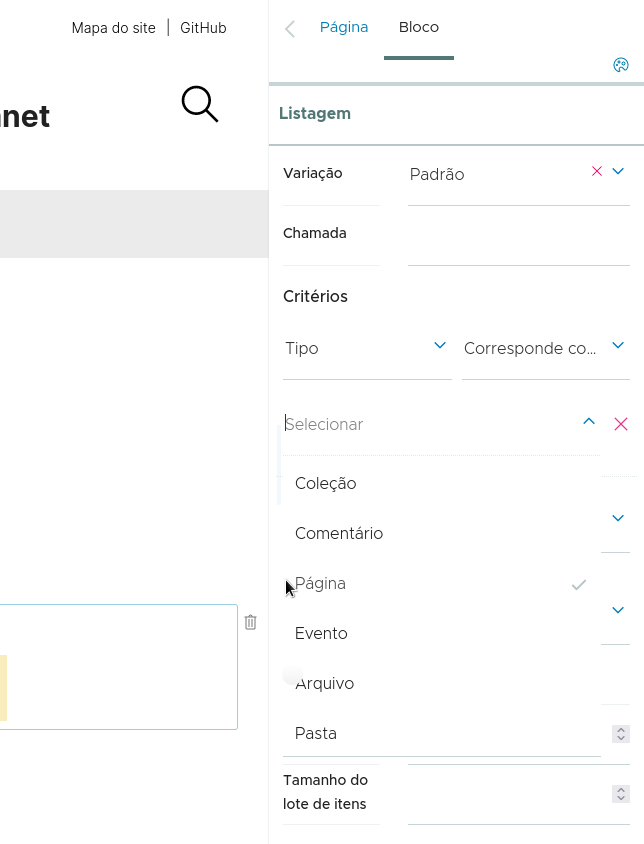 Mapa do site | GitHub
Página Bloco
net
Listagem
Variação Padrão
Chamada
Critérios
Tipo Corresponde co...
Selecionar
Coleção
Comentário
Página
Evento
Arquivo
Pasta
Tamanho do
lote de itens